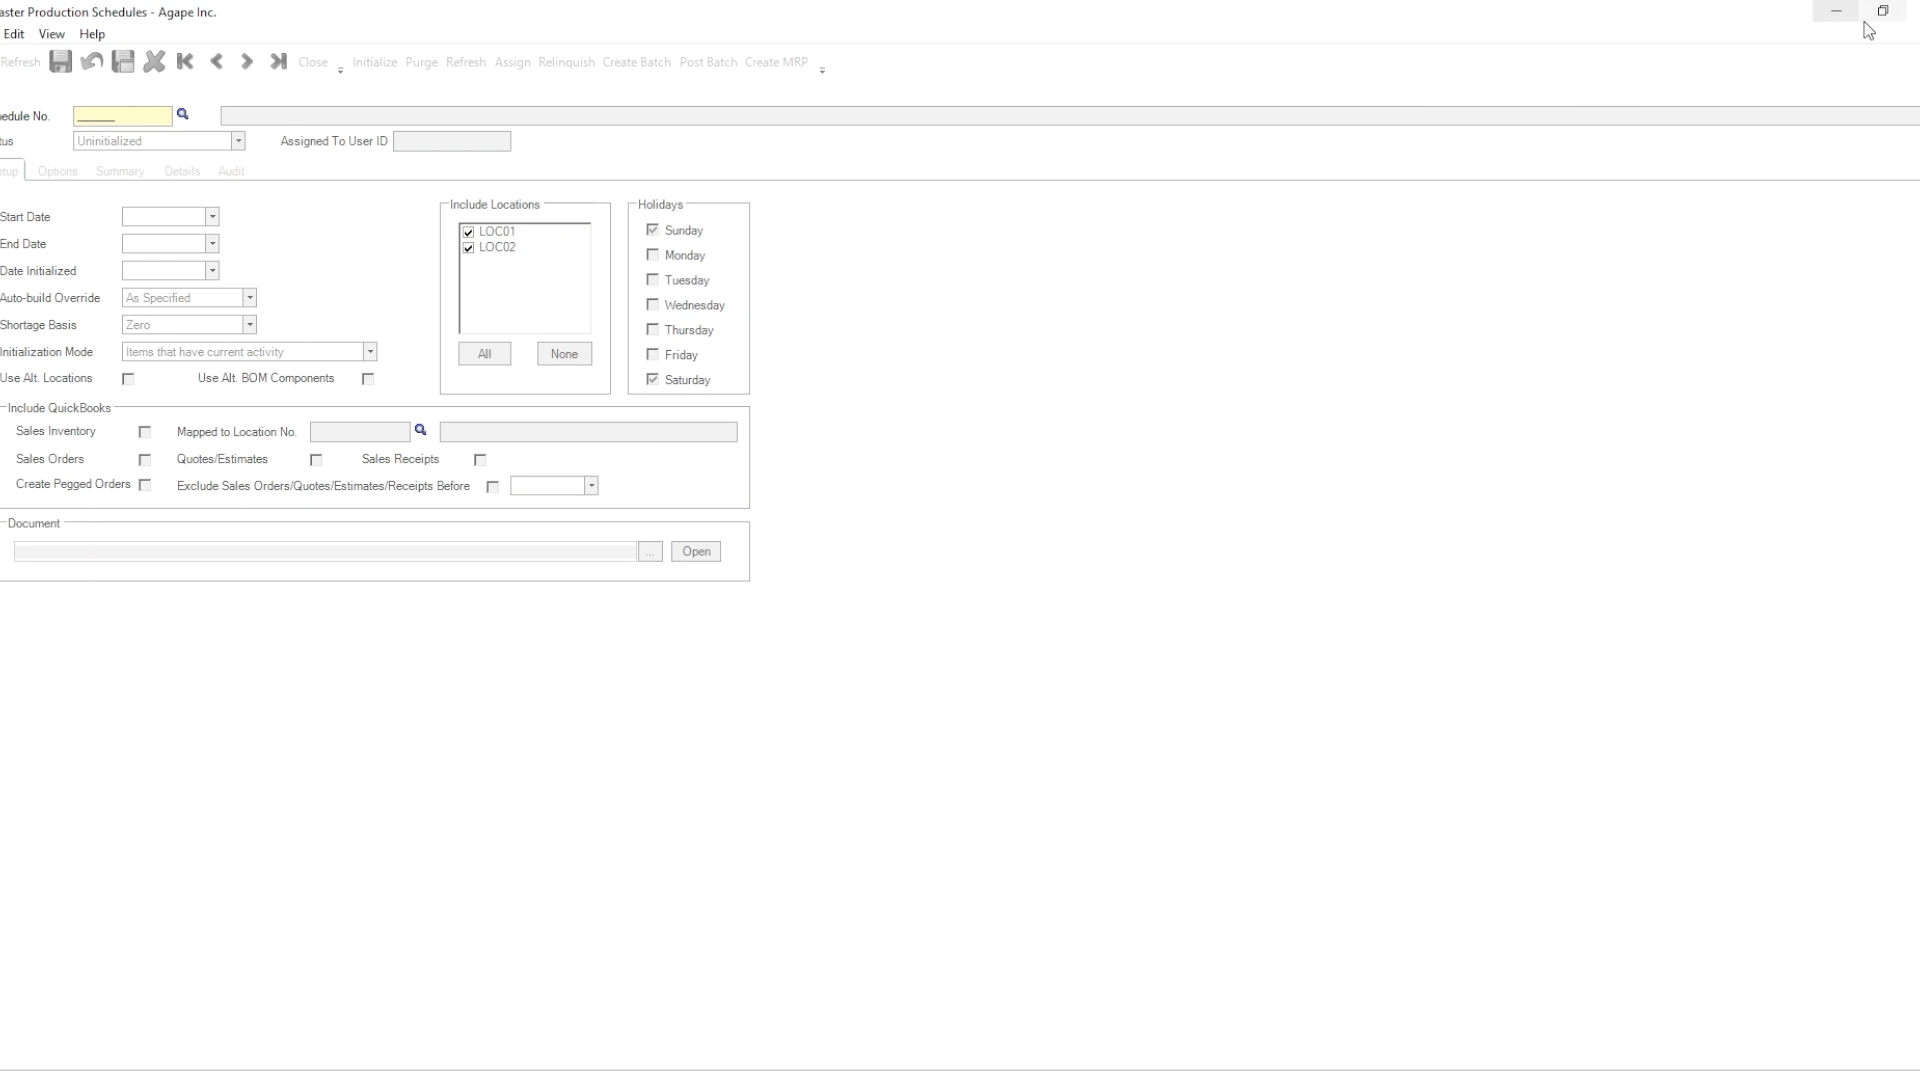 aster Production Schedules - Agape Inc.
Edit View Help
Refresh Close Initialize Purge Refresh Assign Relinquish Create Batch Post Batch Create MRP
edule No. ______
tus Uninitialized Assigned To User ID
etup Options Summary Details Audit
Include Locations Holidays
Start Date LOC01 Sunday
End Date LOC02 Monday
Date Initialized Tuesday
Auto-build Override As Specified Wednesday
Shortage Basis Zero Thursday
Initialization Mode Items that have current activity All None Friday
Use Alt. Locations Use Alt. BOM Components Saturday
Include QuickBooks
Sales Inventory Mapped to Location No.
Sales Orders Quotes/Estimates Sales Receipts
Create Pegged Orders Exclude Sales Orders/Quotes/Estimates/Receipts Before
Document
... Open